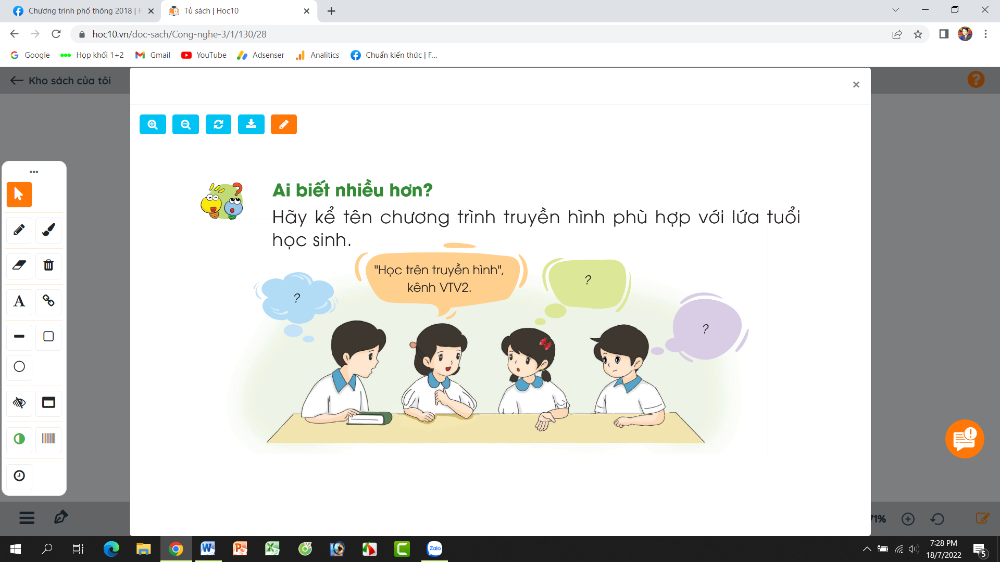 Chương trình phổ thông 2018 | F
Tủ sách | Hoc10
hoc10.vn/doc-sach/Cong-nghe-3/1/130/28
Google
Họp khối 1+2
Gmail
YouTube
Adsenser
Analitics
Chuẩn kiến thức | F...
Kho sách của tôi
Ai biết nhiều hơn?
Hãy kể tên chương trình truyền hình phù hợp với lứa tuổi
học sinh.
?
"Học trên truyền hình",
kênh VTV2.
?
?
71%
Zalo
7:28 PM
18/7/2022
5